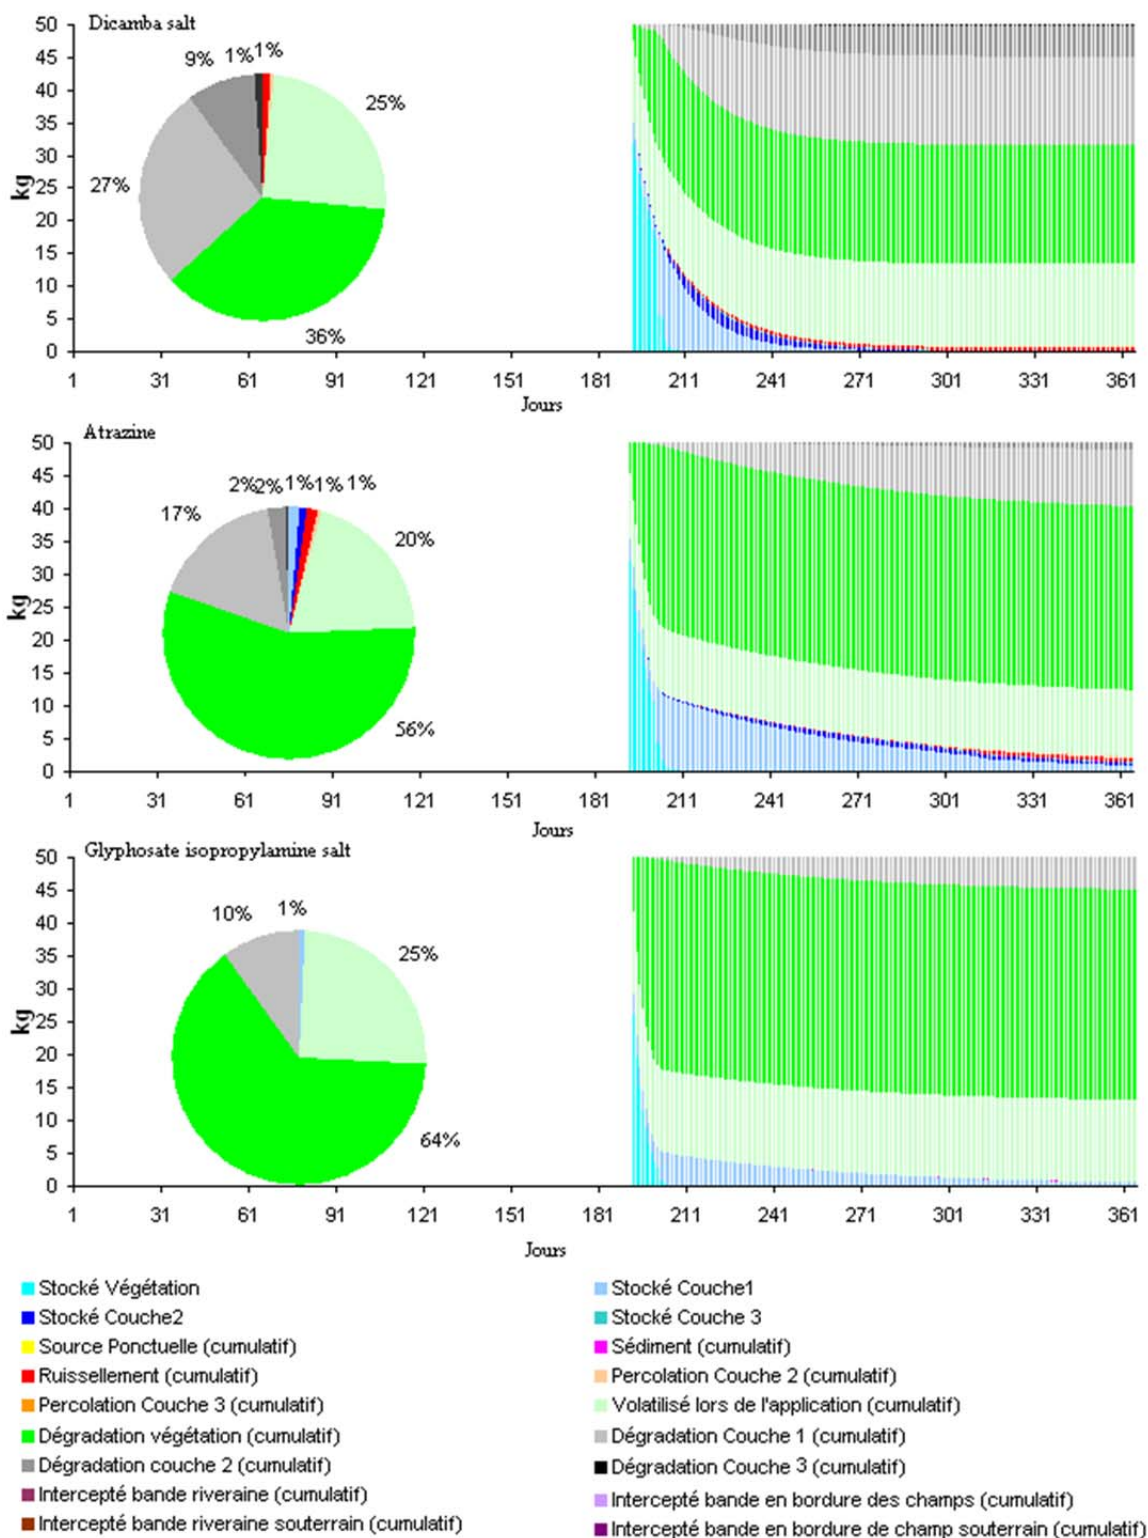 Dicamba salt
50
45
40
35
30
25
20
15
10
5
0
kg
9% 1% 1%
25%
27%
36%
1 31 61 91 121 151 181 211 241 271 301 331 361
Jours
Atrazine
50
45
40
35
30
25
20
15
10
5
0
kg
2% 2% 1% 1% 1%
17%
20%
56%
1 31 61 91 121 151 181 211 241 271 301 331 361
Jours
Glyphosate isopropylamine salt
50
45
40
35
30
25
20
15
10
5
0
kg
10% 1%
25%
64%
1 31 61 91 121 151 181 211 241 271 301 331 361
Jours
Stocké Végétation
Stocké Couche1
Stocké Couche2
Stocké Couche 3
Source Ponctuelle (cumulatif)
Sédiment (cumulatif)
Ruissellement (cumulatif)
Percolation Couche 2 (cumulatif)
Percolation Couche 3 (cumulatif)
Volatilisé lors de l'application (cumulatif)
Dégradation végétation (cumulatif)
Dégradation Couche 1 (cumulatif)
Dégradation couche 2 (cumulatif)
Dégradation Couche 3 (cumulatif)
Intercepté bande riveraine (cumulatif)
Intercepté bande en bordure des champs (cumulatif)
Intercepté bande riveraine souterrain (cumulatif)
Intercepté bande en bordure de champ souterrain (cumulatif)